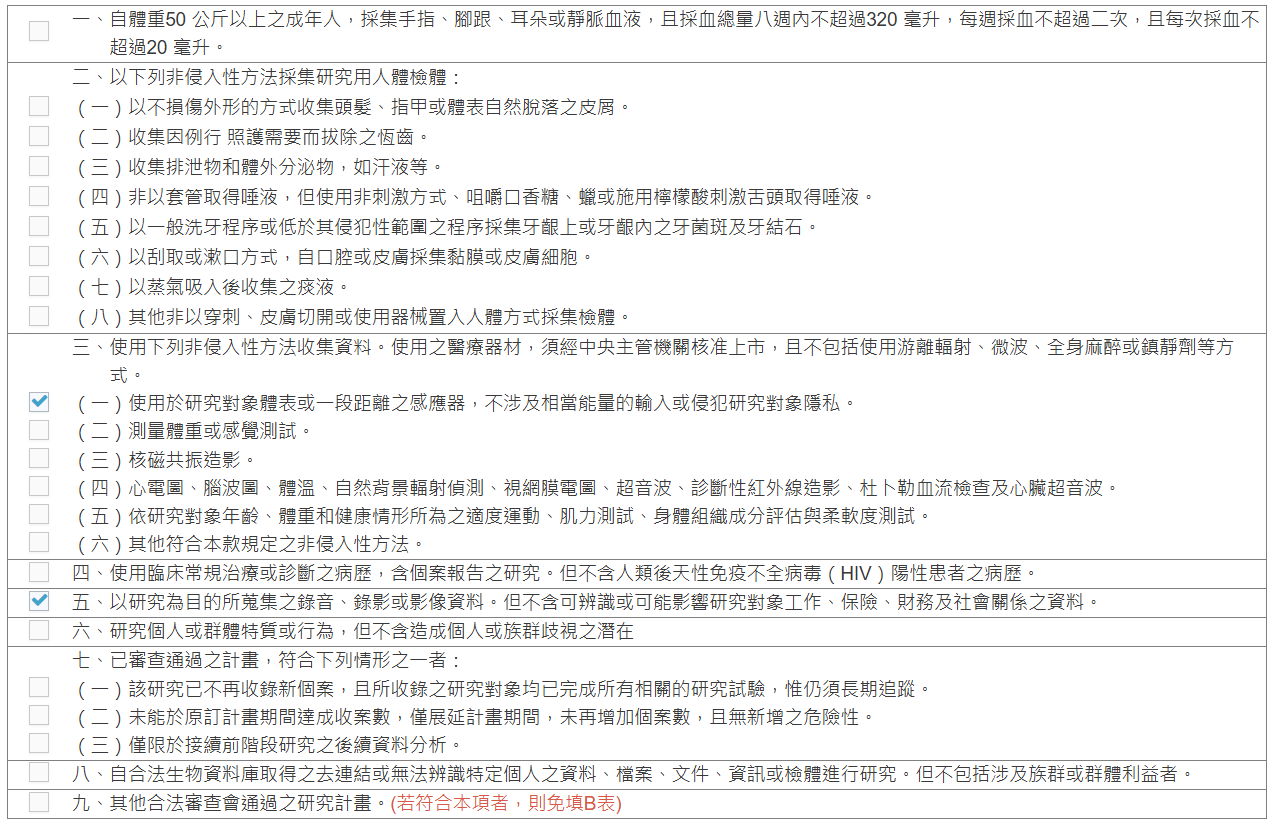 一、自體重50 公斤以上之成年人，採集手指、腳跟、耳朵或靜脈血液，且採血總量八週內不超過320 毫升，每週採血不超過二次，且每次採血不
超過20 毫升。
二、以下列非侵入性方法採集研究用人體檢體：
（一）以不損傷外形的方式收集頭髮、指甲或體表自然脫落之皮屑。
（二）收集因例行 照護需要而拔除之恆齒。
（三）收集排泄物和體外分泌物，如汗液等。
（四）非以套管取得唾液，但使用非刺激方式、咀嚼口香糖、蠟或施用檸檬酸刺激舌頭取得唾液。
（五）以一般洗牙程序或低於其侵犯性範圍之程序採集牙齦上或牙齦內之牙菌斑及牙結石。
（六）以刮取或漱口方式，自口腔或皮膚採集黏膜或皮膚細胞。
（七）以蒸氣吸入後收集之痰液。
（八）其他非以穿刺、皮膚切開或使用器械置入人體方式採集檢體。
三、使用下列非侵入性方法收集資料。使用之醫療器材，須經中央主管機關核准上市，且不包括使用游離輻射、微波、全身麻醉或鎮靜劑等方
式。
（一）使用於研究對象體表或一段距離之感應器，不涉及相當能量的輸入或侵犯研究對象隱私。
（二）測量體重或感覺測試。
（三）核磁共振造影。
（四）心電圖、腦波圖、體溫、自然背景輻射偵測、視網膜電圖、超音波、診斷性紅外線造影、杜卜勒血流檢查及心臟超音波。
（五）依研究對象年齡、體重和健康情形所為之適度運動、肌力測試、身體組織成分評估與柔軟度測試。
（六）其他符合本款規定之非侵入性方法。
四、使用臨床常規治療或診斷之病歷，含個案報告之研究。但不含人類後天性免疫不全病毒（HIV）陽性患者之病歷。
五、以研究為目的所蒐集之錄音、錄影或影像資料。但不含可辨識或可能影響研究對象工作、保險、財務及社會關係之資料。
六、研究個人或群體特質或行為，但不含造成個人或族群歧視之潛在
七、已審查通過之計畫，符合下列情形之一者：
（一）該研究已不再收錄新個案，且所收錄之研究對象均已完成所有相關的研究試驗，惟仍須長期追蹤。
（二）未能於原訂計畫期間達成收案數，僅展延計畫期間，未再增加個案數，且無新增之危險性。
（三）僅限於接續前階段研究之後續資料分析。
八、自合法生物資料庫取得之去連結或無法辨識特定個人之資料、檔案、文件、資訊或檢體進行研究。但不包括涉及族群或群體利益者。
九、其他合法審查會通過之研究計畫。(若符合本項者，則免填B表)